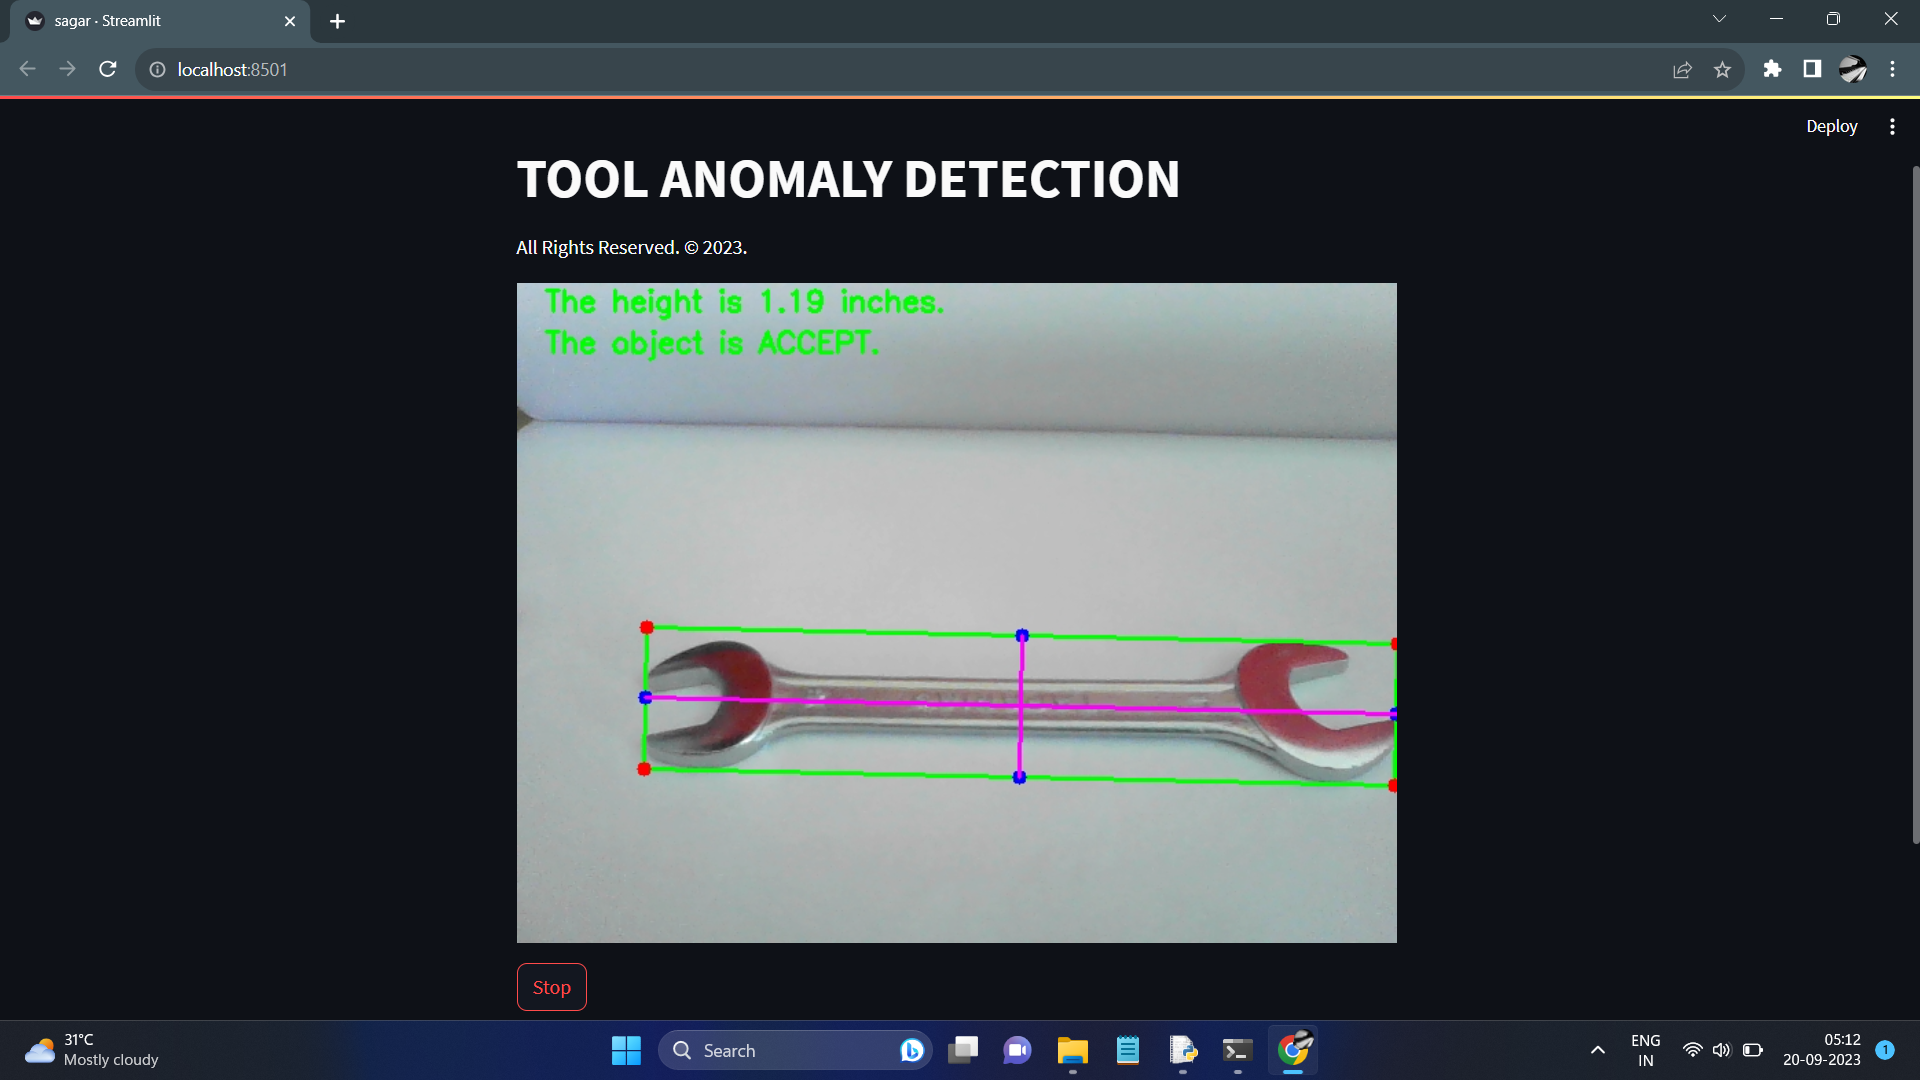 sagar · Streamlit
localhost:8501
Deploy
TOOL ANOMALY DETECTION
All Rights Reserved. © 2023.
The height is 1.19 inches.
The object is ACCEPT.
Stop
31°C
Mostly cloudy
Search
ENG
IN
05:12
20-09-2023
1